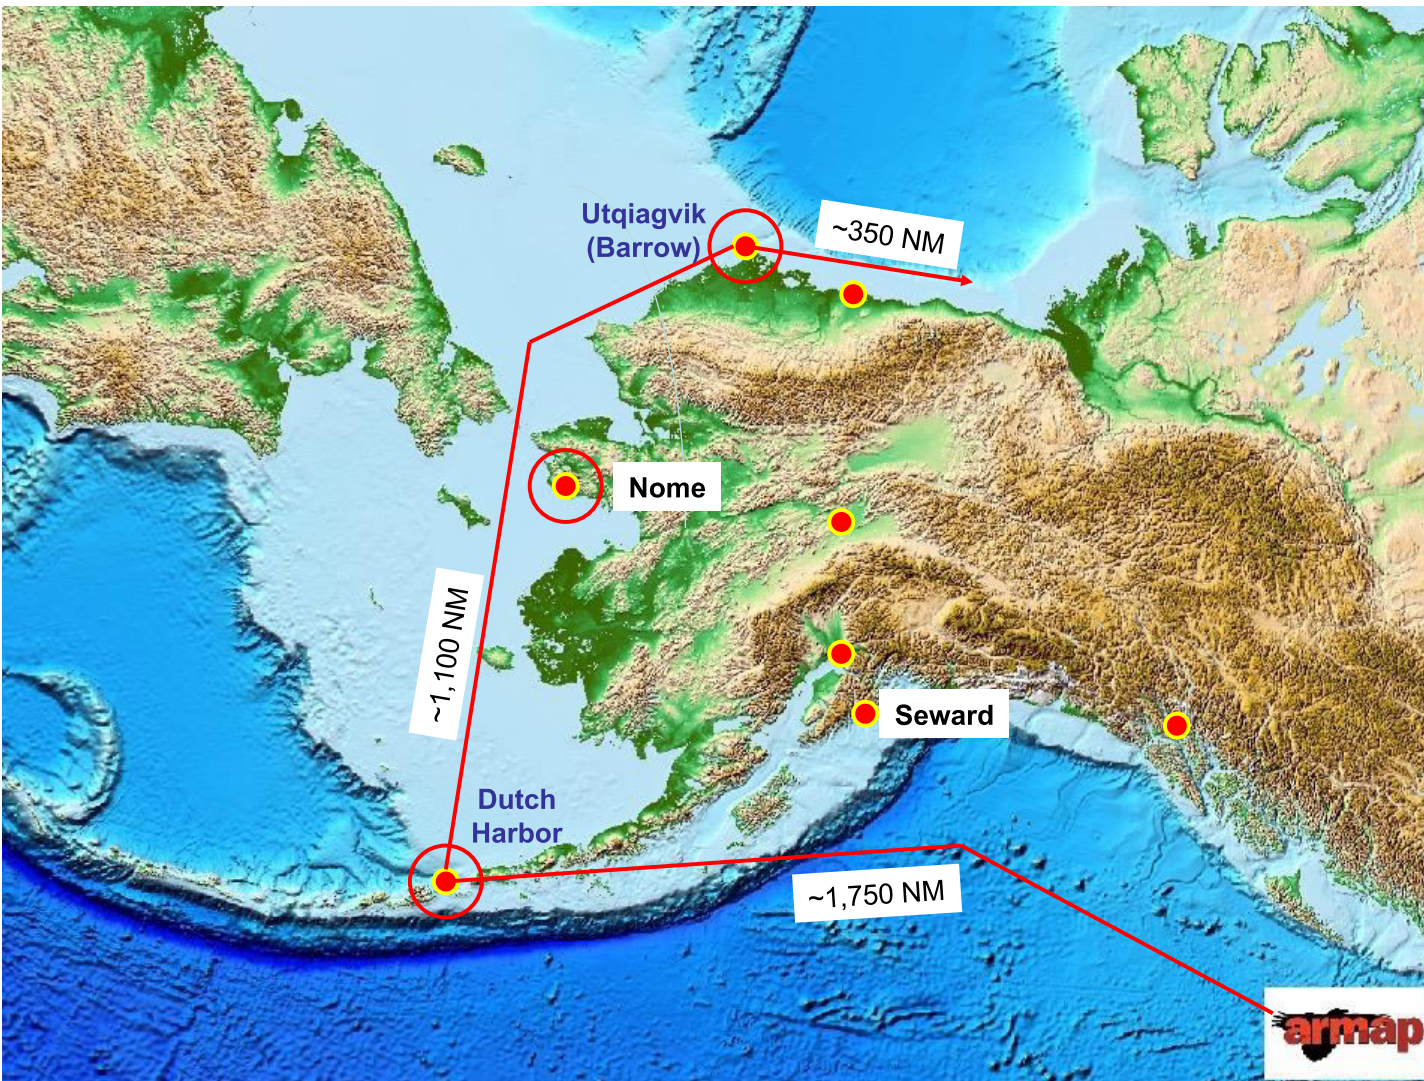 Utqiagvik
(Barrow)
~350 NM
Nome
~1,100 NM
Seward
Dutch
Harbor
~1,750 NM
armap